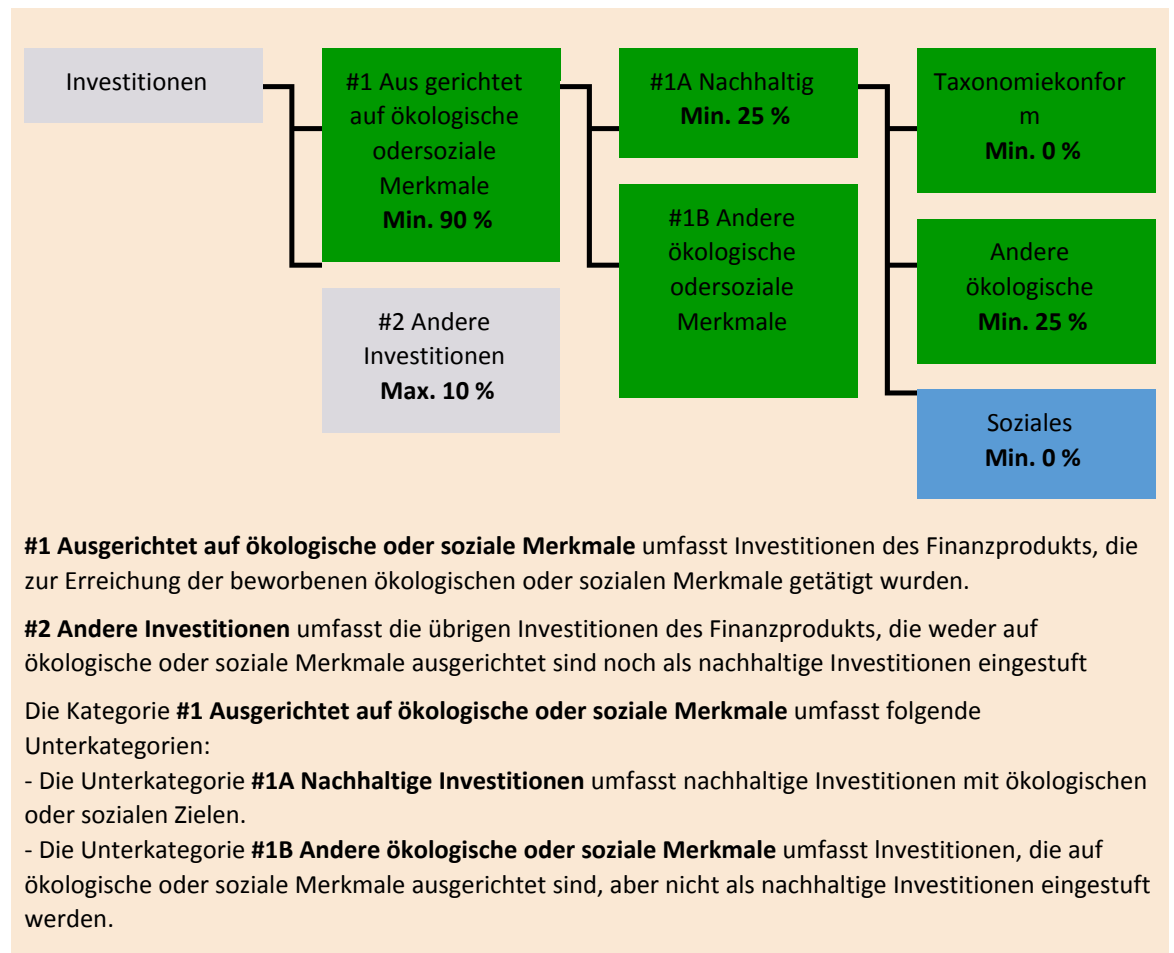 Investitionen
#1 Aus gerichtet
auf ökologische
odersoziale
Merkmale
Min. 90 %
#2 Andere
Investitionen
Max. 10 %
#1A Nachhaltig
Min. 25 %
#1B Andere
ökologische
odersoziale
Merkmale
Taxonomiekonfor
m
Min. 0 %
Andere
ökologische
Min. 25 %
Soziales
Min. 0 %
#1 Ausgerichtet auf ökologische oder soziale Merkmale umfasst Investitionen des Finanzprodukts, die
zur Erreichung der beworbenen ökologischen oder sozialen Merkmale getätigt wurden.
#2 Andere Investitionen umfasst die übrigen Investitionen des Finanzprodukts, die weder auf
ökologische oder soziale Merkmale ausgerichtet sind noch als nachhaltige Investitionen eingestuft
Die Kategorie #1 Ausgerichtet auf ökologische oder soziale Merkmale umfasst folgende
Unterkategorien:
- Die Unterkategorie #1A Nachhaltige Investitionen umfasst nachhaltige Investitionen mit ökologischen
oder sozialen Zielen.
- Die Unterkategorie #1B Andere ökologische oder soziale Merkmale umfasst lnvestitionen, die auf
ökologische oder soziale Merkmale ausgerichtet sind, aber nicht als nachhaltige Investitionen eingestuft
werden.